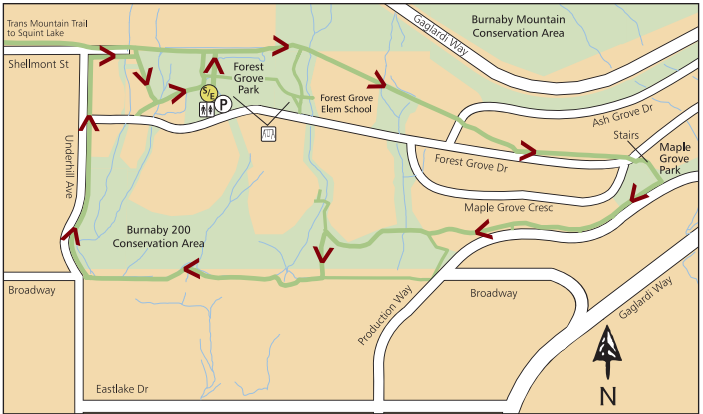 Trans Mountain Trail
to Squint Lake
Shellmont St
Burnaby Mountain
Conservation Area
Gaglardi Way
Forest
Grove
Park
S/E
P
Forest Grove
Elem School
Ash Grove Dr
Stairs
Maple
Grove
Park
Forest Grove Dr
Underhill Ave
Maple Grove Cresc
Burnaby 200
Conservation Area
Broadway
Production Way
Broadway
Gaglardi Way
Eastlake Dr
N